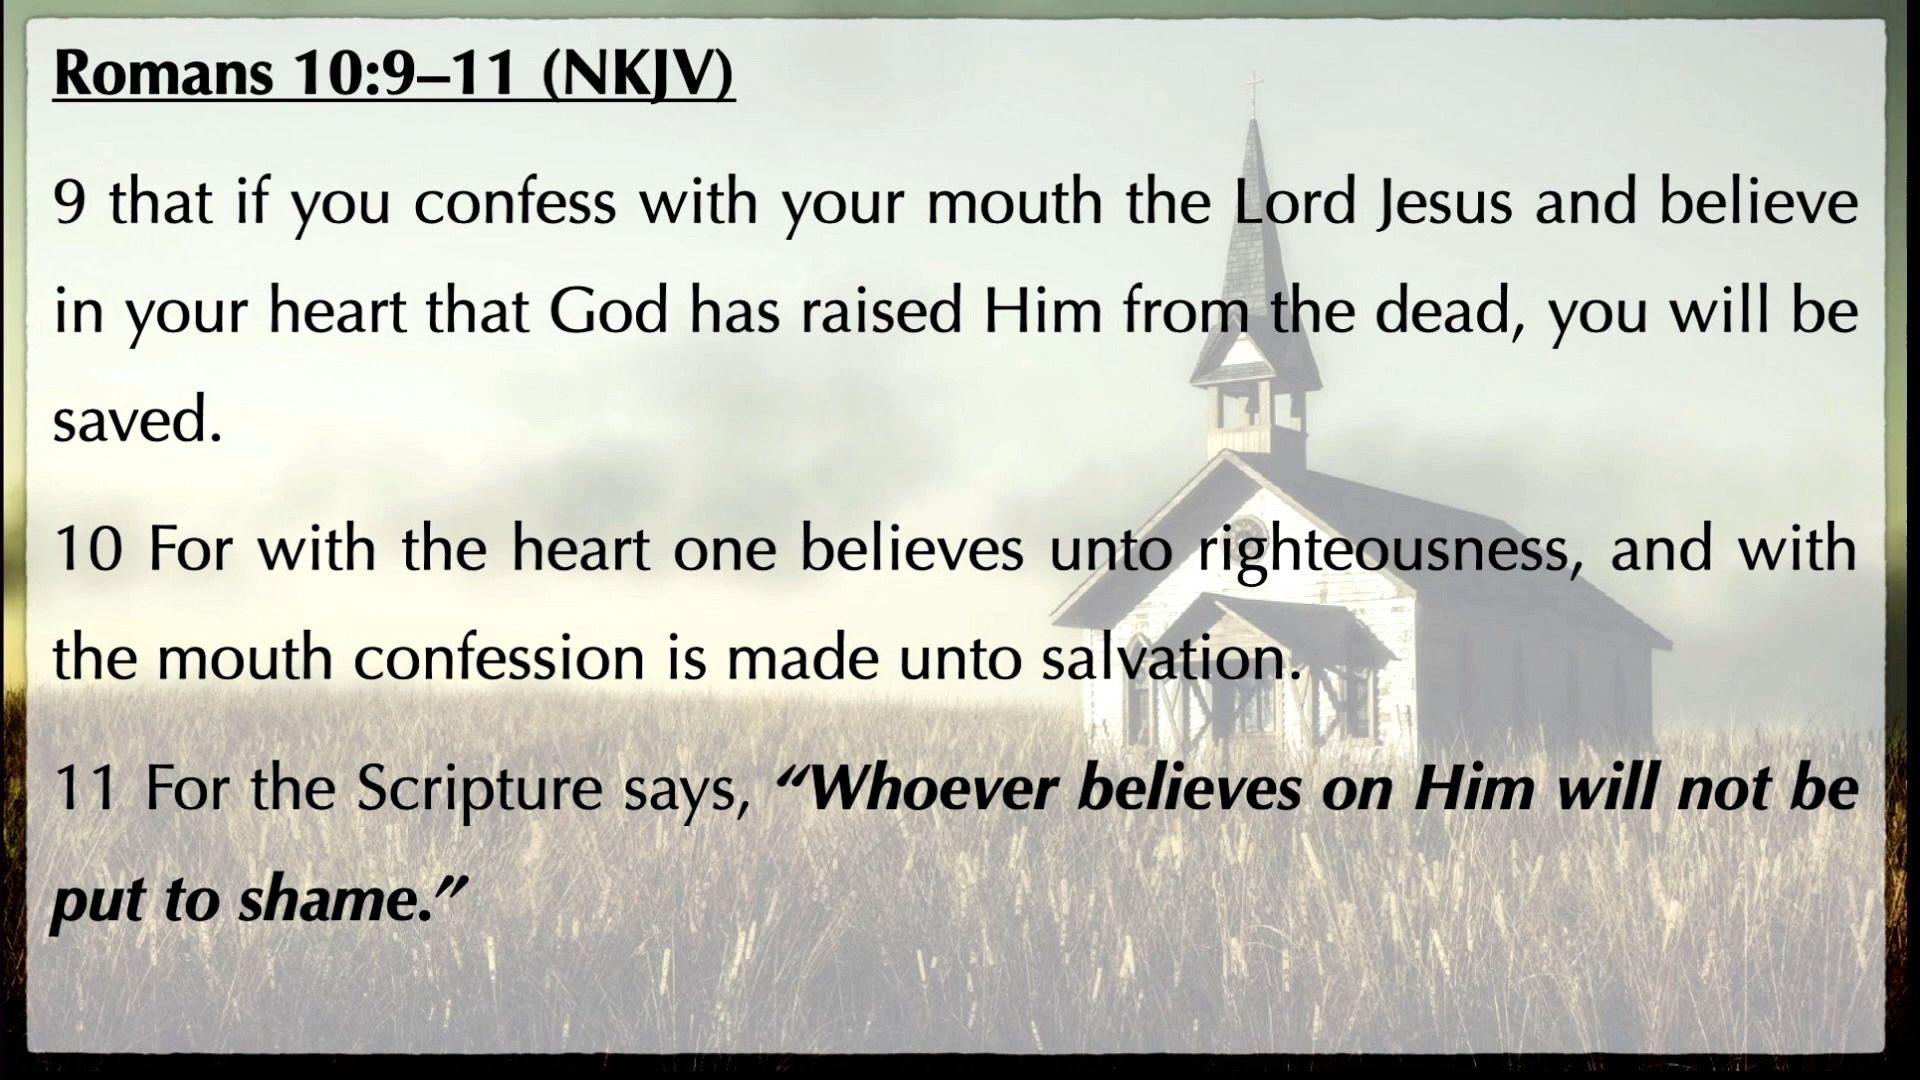 Romans 10:9–11 (NKJV)
9 that if you confess with your mouth the Lord Jesus and believe
in your heart that God has raised Him from the dead, you will be
saved.
10 For with the heart one believes unto righteousness, and with
the mouth confession is made unto salvation.
11 For the Scripture says, “Whoever believes on Him will not be
put to shame.”